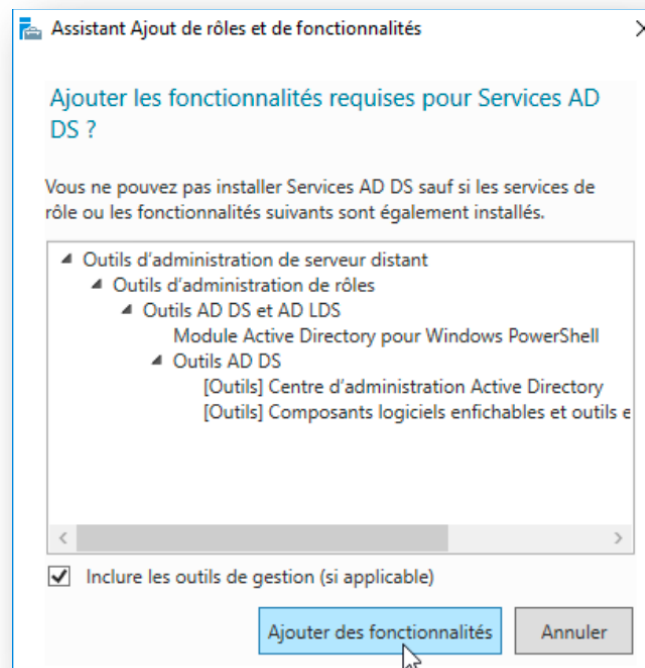 Assistant Ajout de rôles et de fonctionnalités
Ajouter les fonctionnalités requises pour Services AD
DS ?
Vous ne pouvez pas installer Services AD DS sauf si les services de
rôle ou les fonctionnalités suivants sont également installés.
Outils d'administration de serveur distant
Outils d'administration de rôles
Outils AD DS et AD LDS
Module Active Directory pour Windows PowerShell
Outils AD DS
[Outils] Centre d'administration Active Directory
[Outils] Composants logiciels enfichables et outils e
Inclure les outils de gestion (si applicable)
Ajouter des fonctionnalités
Annuler